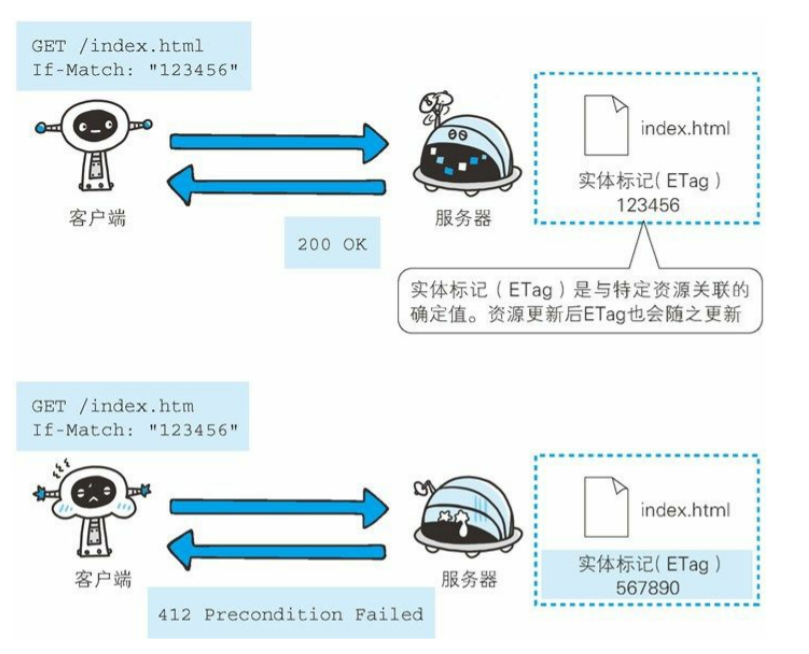 GET /index.html
If-Match: "123456"
index.html
实体标记( ETag )
123456
客户端
服务器
200 OK
实体标记( ETag )是与特定资源关联的
确定值。资源更新后ETag也会随之更新
GET /index.htm
If-Match: "123456"
index.html
实体标记( ETag )
567890
客户端
服务器
412 Precondition Failed